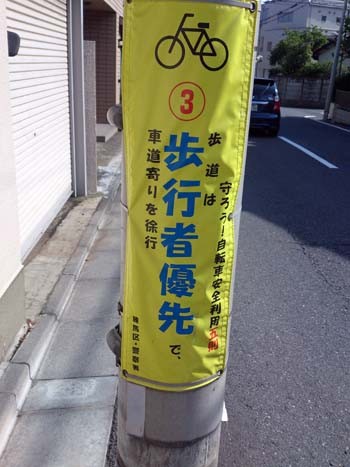 ③
守ろう！自転車安全利用五則
歩道は
歩行者優先で、
車道寄りを徐行
練馬区・警察署